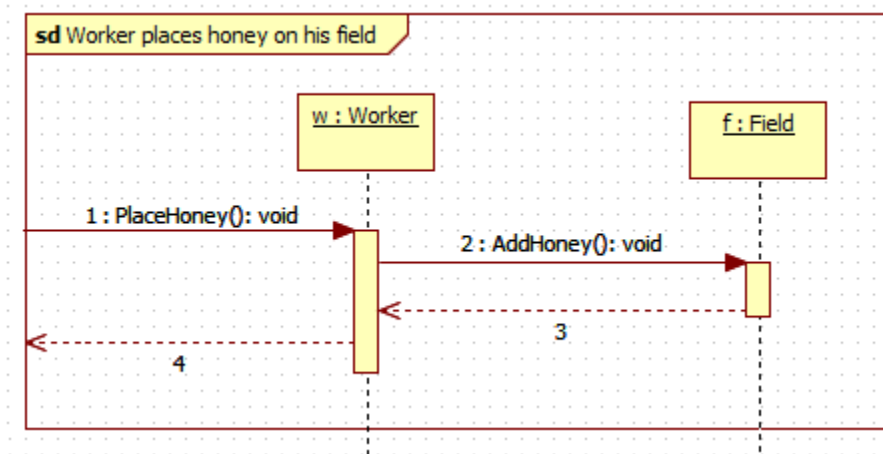 sd Worker places honey on his field
w : Worker
f : Field
1 : PlaceHoney(): void
2 : AddHoney(): void
3
4